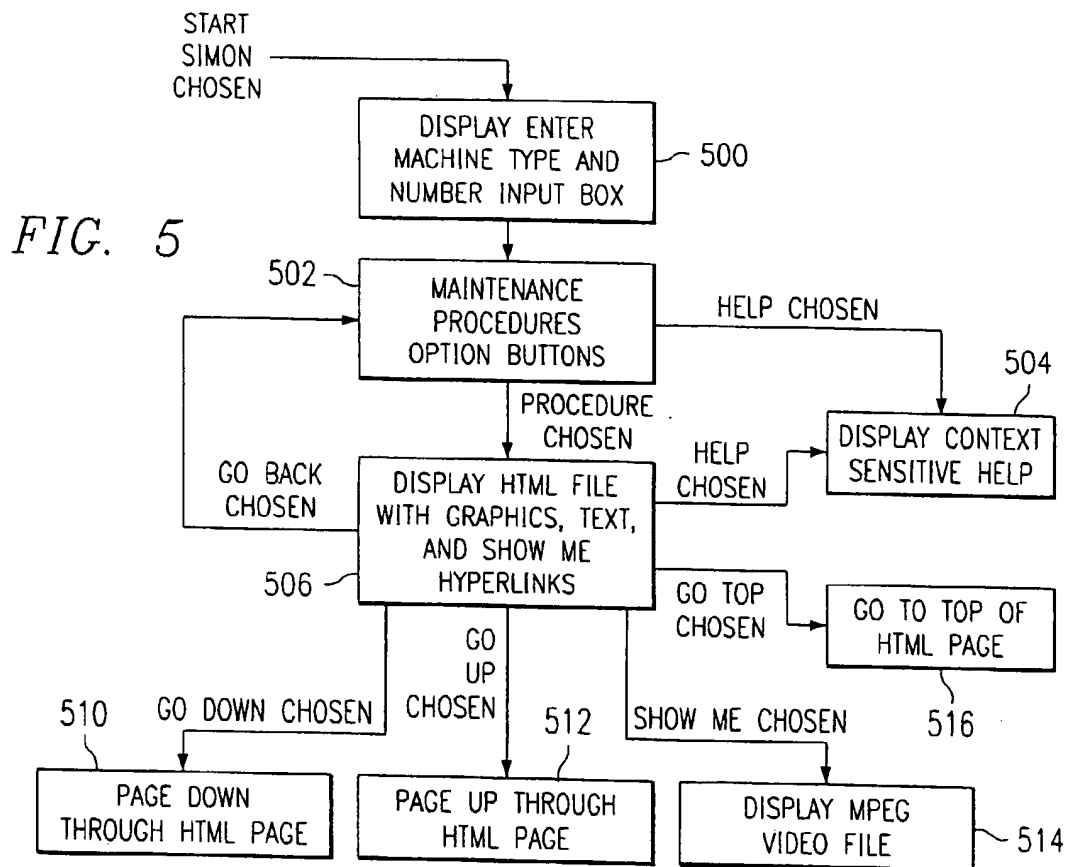 START
SIMON
CHOSEN
DISPLAY ENTER
MACHINE TYPE AND
NUMBER INPUT BOX
500
FIG. 5
502
MAINTENANCE
PROCEDURES
OPTION BUTTONS
HELP CHOSEN
504
PROCEDURE
CHOSEN
DISPLAY CONTEXT
SENSITIVE HELP
HELP
CHOSEN
GO BACK
CHOSEN
DISPLAY HTML FILE
WITH GRAPHICS, TEXT,
AND SHOW ME
HYPERLINKS
506
GO TOP
CHOSEN
GO TO TOP OF
HTML PAGE
516
GO
UP
CHOSEN
510
GO DOWN CHOSEN
512
SHOW ME CHOSEN
PAGE DOWN
THROUGH HTML PAGE
PAGE UP THROUGH
HTML PAGE
DISPLAY MPEG
VIDEO FILE
514